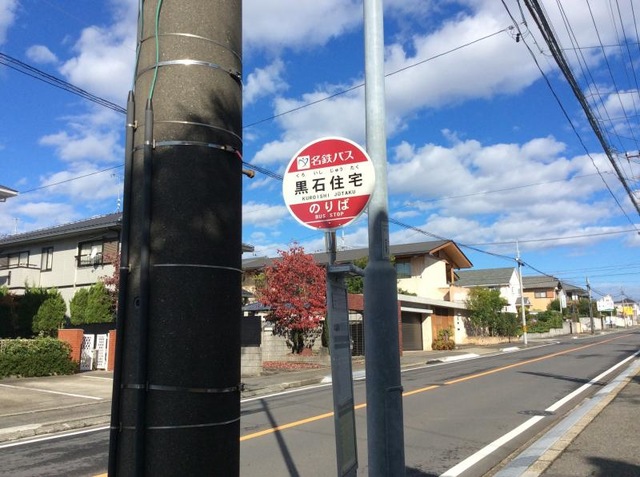 名鉄バス
くろ いし じゅう たく
黒石住宅
KUROISHI JYUTAKU
のりば
BUS STOP